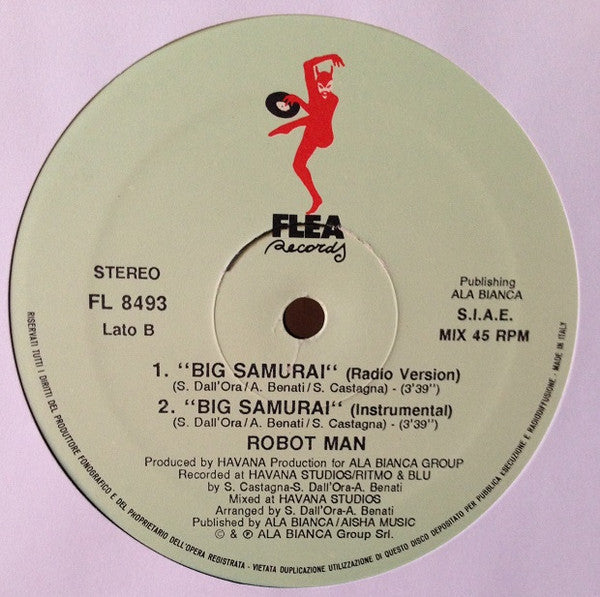 FLEA
Records
STEREO
FL 8493
Lato B
Publishing
ALA BIANCA
S.I.A.E.
MIX 45 RPM
1. "BIG SAMURAI" (Radio Version)
(S. Dall'Ora/A. Benati/S. Castagna) - (3'39")
2. "BIG SAMURAI" (Instrumental)
(S. Dall'Ora/A. Benati/S. Castagna) - (3'39")
ROBOT MAN
Produced by HAVANA Production for ALA BIANCA GROUP
Recorded at HAVANA STUDIOS/RITMO & BLU
by S. Castagna-S. Dall'Ora-A. Benati
Mixed at HAVANA STUDIOS
Arranged by S. Dall'Ora-A. Benati
Published by ALA BIANCA/AISHA MUSIC
© & ℗ ALA BIANCA Group Srl.
RISERVATI TUTTI I DIRITTI DEL PRODUTTORE FONOGRAFICO E DEL PROPRIETARIO DELL'OPERA REGISTRATA - VIETATA DUPLICAZIONE UTILIZZAZIONE DI QUESTO DISCO DEPOSITATO PER PUBBLICA ESECUZIONE E RADIODIFFUSIONE. - MADE IN ITALY